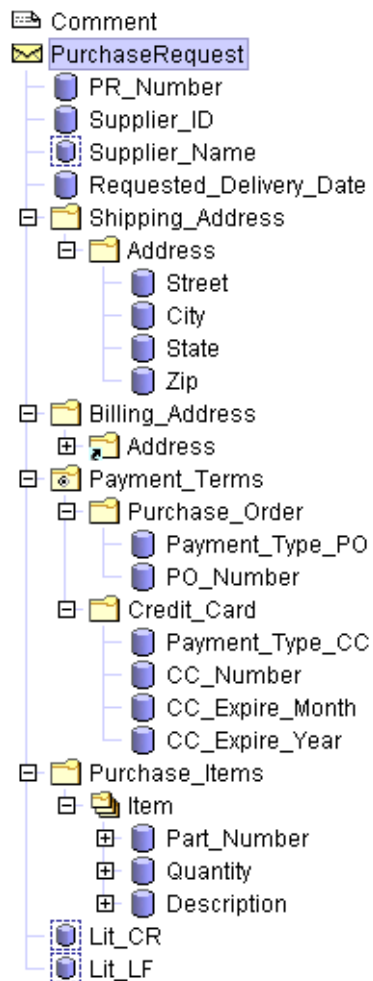 Comment
PurchaseRequest
PR_Number
Supplier_ID
Supplier_Name
Requested_Delivery_Date
Shipping_Address
Address
Street
City
State
Zip
Billing_Address
Address
Payment_Terms
Purchase_Order
Payment_Type_PO
PO_Number
Credit_Card
Payment_Type_CC
CC_Number
CC_Expire_Month
CC_Expire_Year
Purchase_Items
Item
Part_Number
Quantity
Description
Lit_CR
Lit_LF